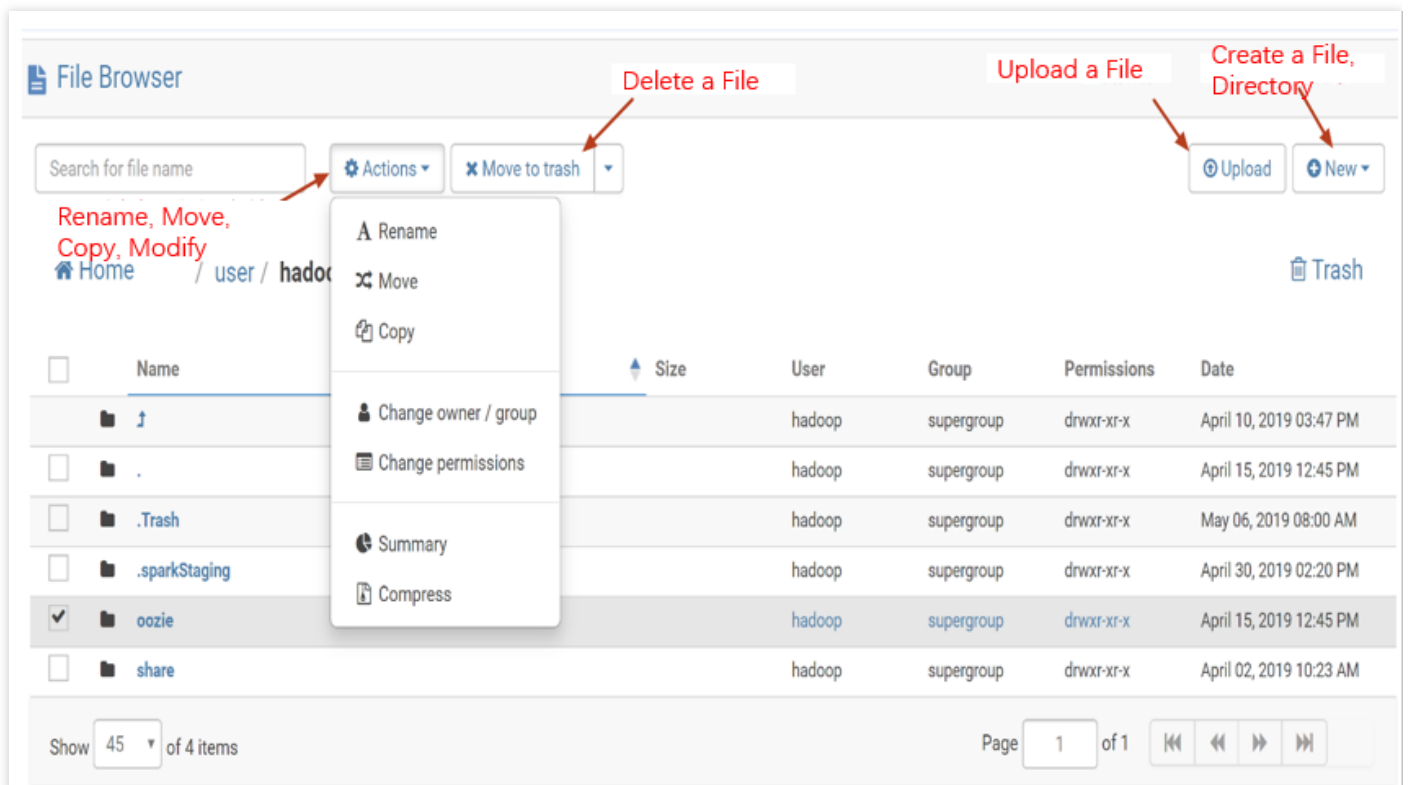 File Browser
Delete a File
Upload a File
Create a File,
Directory
Search for file name
Actions
Move to trash
Upload
New
Rename, Move,
Copy, Modify
Home / user /
Trash
Rename
Move
Copy
Change owner / group
Change permissions
Summary
Compress
Name Size User Group Permissions Date
hadoop supergroup drwxr-xr-x April 10, 2019 03:47 PM
. hadoop supergroup drwxr-xr-x April 15, 2019 12:45 PM
.Trash hadoop supergroup drwxr-xr-x May 06, 2019 08:00 AM
.sparkStaging hadoop supergroup drwxr-xr-x April 30, 2019 02:20 PM
oozie hadoop supergroup drwxr-xr-x April 15, 2019 12:45 PM
share hadoop supergroup drwxr-xr-x April 02, 2019 10:23 AM
Show 45 of 4 items
Page 1 of 1